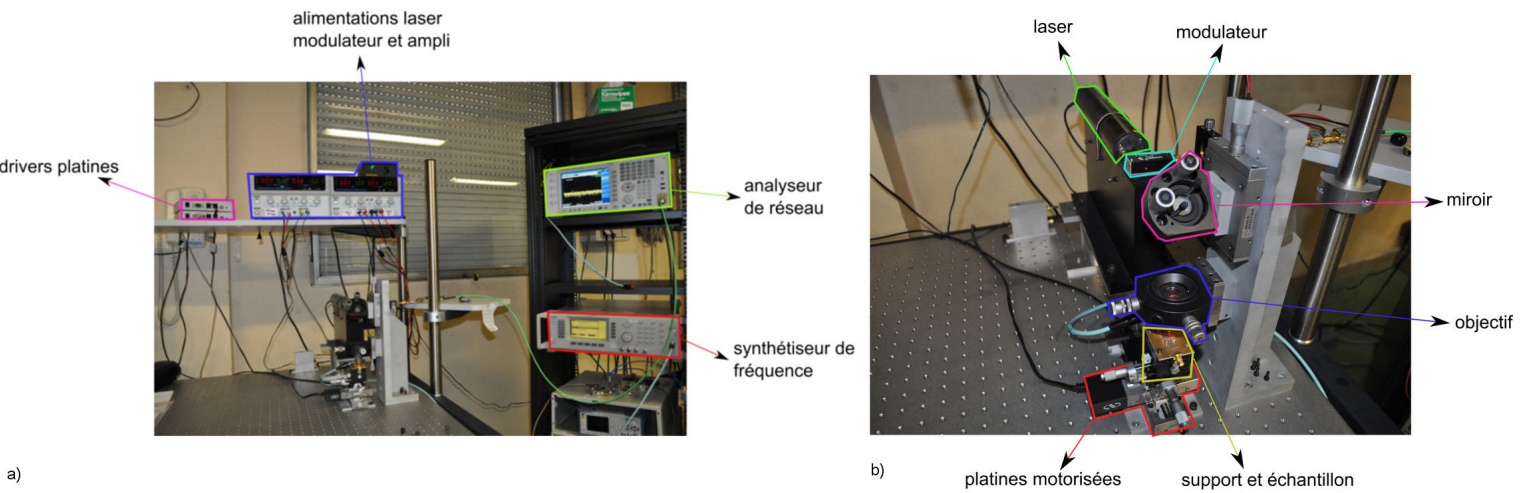 alimentations laser
modulateur et ampli
drivers platines
analyseur
de réseau
synthétiseur de
fréquence
a)
laser
modulateur
miroir
objectif
platines motorisées
support et échantillon
b)